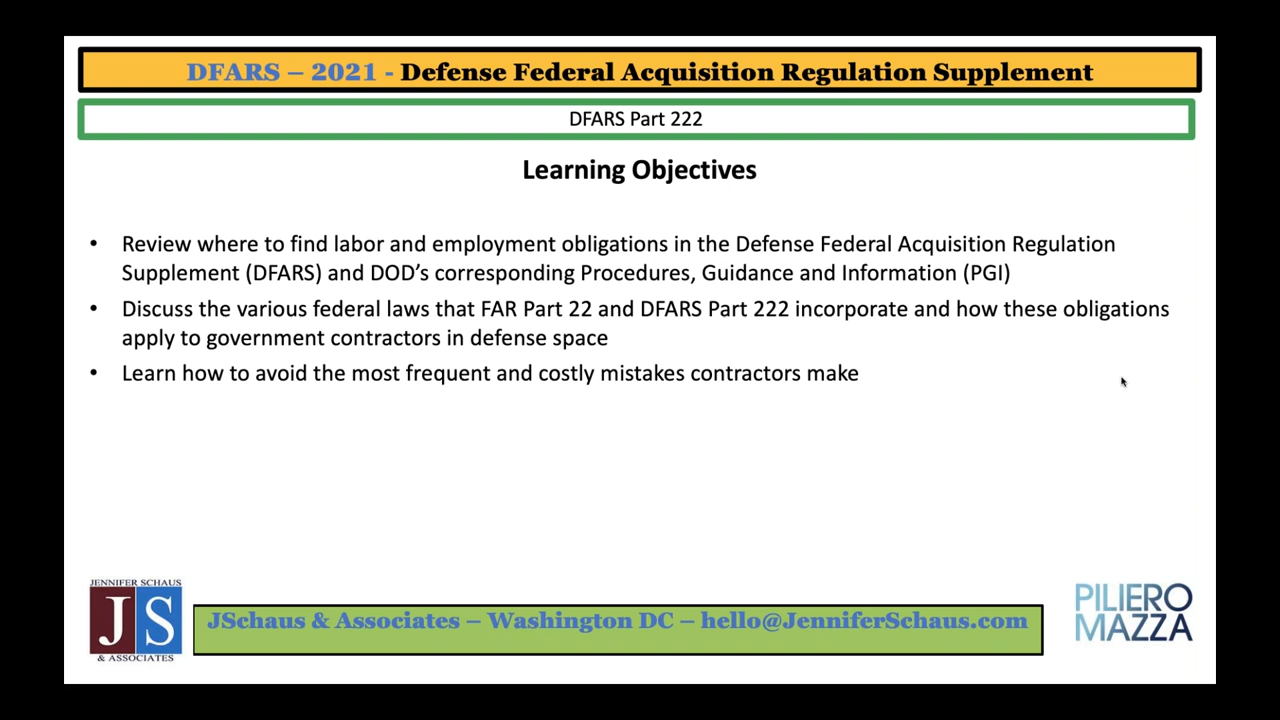 DFARS – 2021 - Defense Federal Acquisition Regulation Supplement
DFARS Part 222
Learning Objectives
• Review where to find labor and employment obligations in the Defense Federal Acquisition Regulation
Supplement (DFARS) and DOD’s corresponding Procedures, Guidance and Information (PGI)
• Discuss the various federal laws that FAR Part 22 and DFARS Part 222 incorporate and how these obligations
apply to government contractors in defense space
• Learn how to avoid the most frequent and costly mistakes contractors make
JENNIFER SCHAUS
JS
& ASSOCIATES
JSchaus & Associates – Washington DC – hello@JenniferSchaus.com
PILIERO
MAZZA